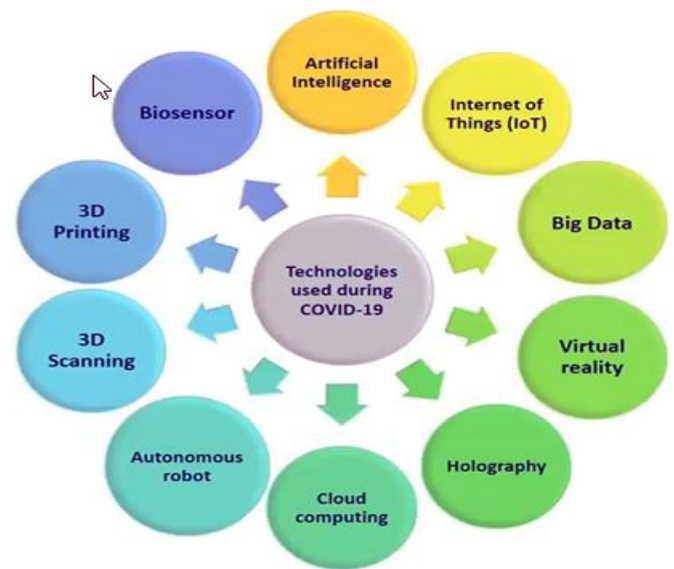 Artificial
Intelligence
Internet of
Things (IoT)
Big Data
Virtual
reality
Holography
Cloud
computing
Autonomous
robot
3D
Scanning
3D
Printing
Biosensor
Technologies
used during
COVID-19